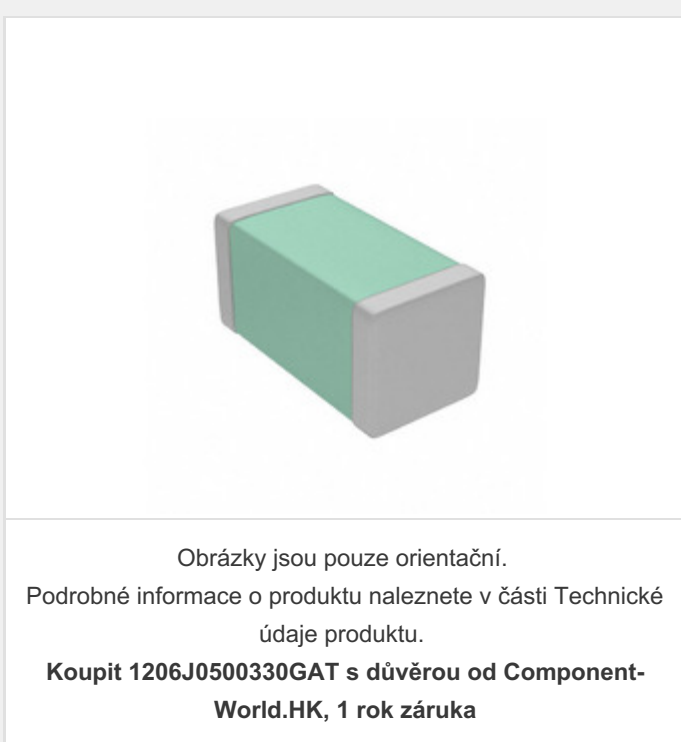 Obrázky jsou pouze orientační.
Podrobné informace o produktu naleznete v části Technické
údaje produktu.
Koupit 1206J0500330GAT s důvěrou od Component-
World.HK, 1 rok záruka